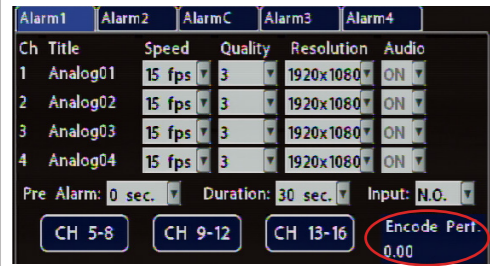 Alarm1 Alarm2 AlarmC Alarm3 Alarm4
Ch Title Speed Quality Resolution Audio
1 Analog01 15 fps 3 1920x1080 ON
2 Analog02 15 fps 3 1920x1080 ON
3 Analog03 15 fps 3 1920x1080 ON
4 Analog04 15 fps 3 1920x1080 ON
Pre Alarm: 0 sec. Duration: 30 sec. Input: N.O.
CH 5-8 CH 9-12 CH 13-16 Encode Perf.
0.00